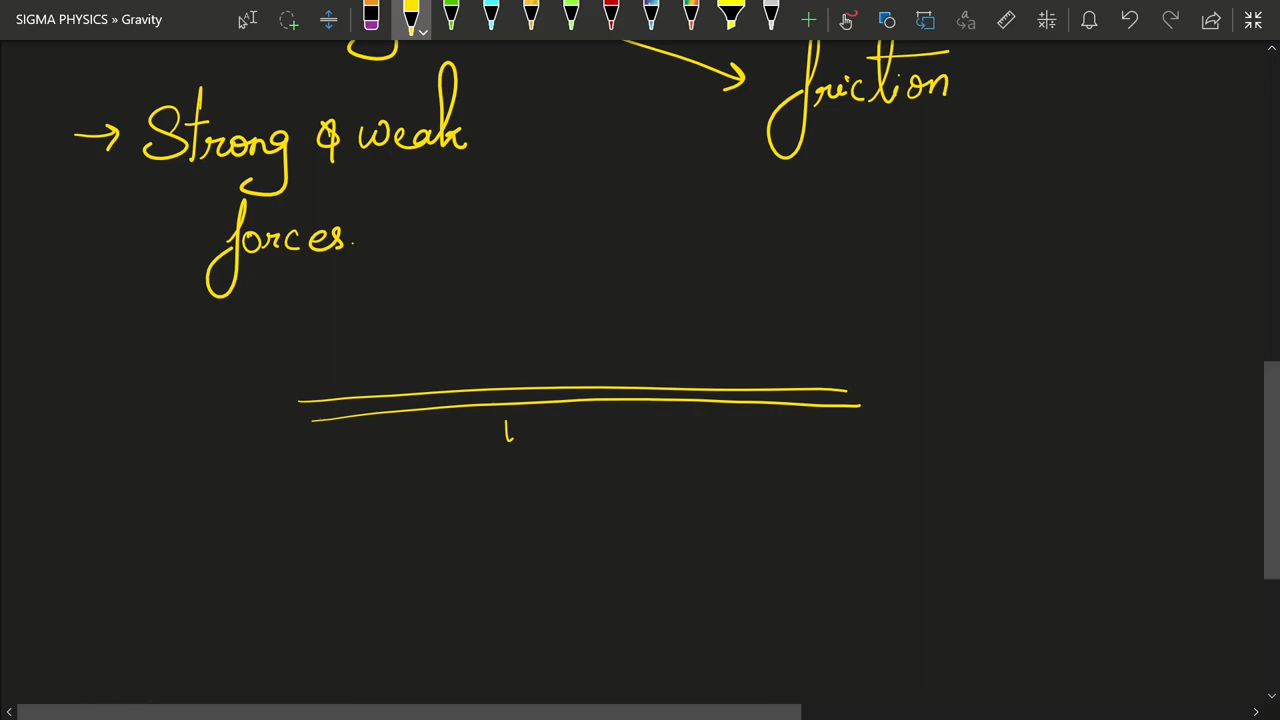 SIGMA PHYSICS » Gravity
friction
→ Strong & weak
forces.